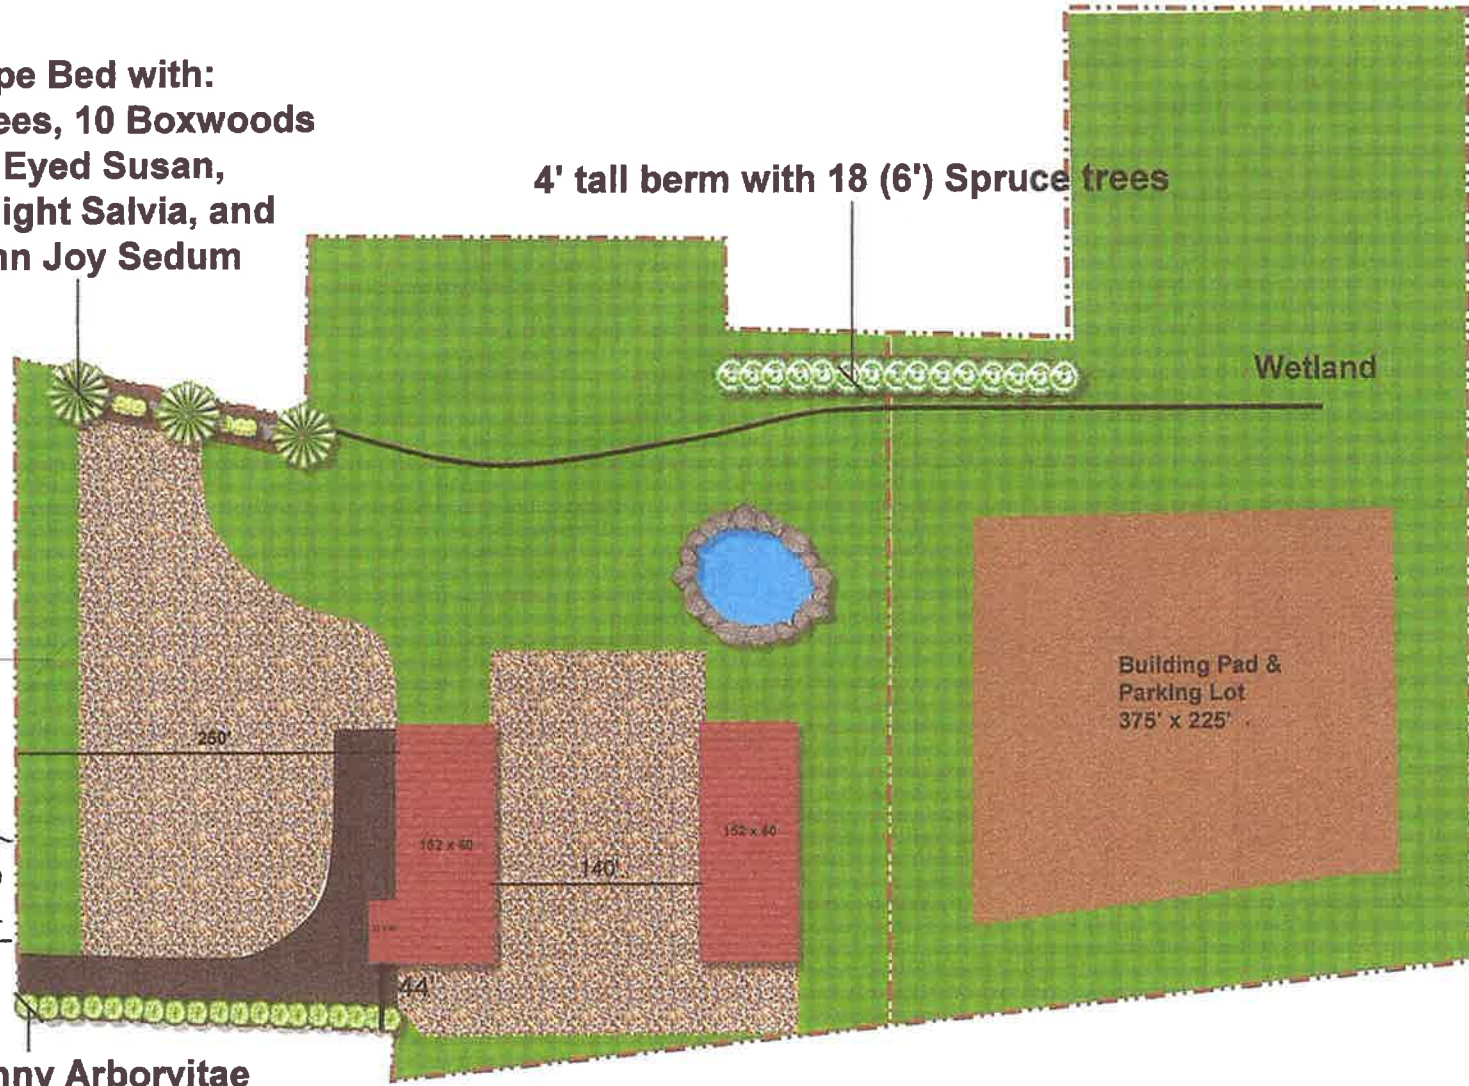 pe Bed with:
ees, 10 Boxwoods
Eyed Susan,
ight Salvia, and
nn Joy Sedum
4' tall berm with 18 (6') Spruce trees
Wetland
Building Pad &
Parking Lot
375' x 225'
250'
152 x 60
152 x 60
140'
44'
nny Arborvitae